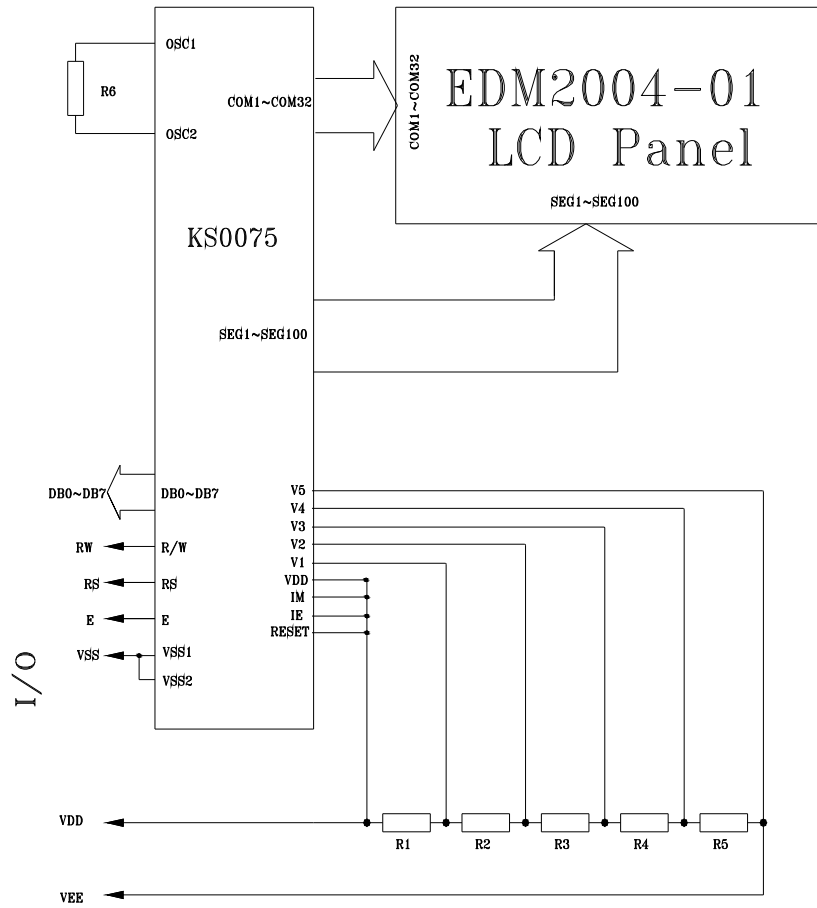 OSC1
R6
OSC2
COM1~COM32
COM1~COM32
EDM2004-01
LCD Panel
SEG1~SEG100
KS0075
SEG1~SEG100
DB0~DB7
DB0~DB7
RW
R/W
RS
RS
E
E
VSS
VSS1
VSS2
V5
V4
V3
V2
V1
VDD
IM
IE
RESET
I/O
VDD
R1
R2
R3
R4
R5
VEE